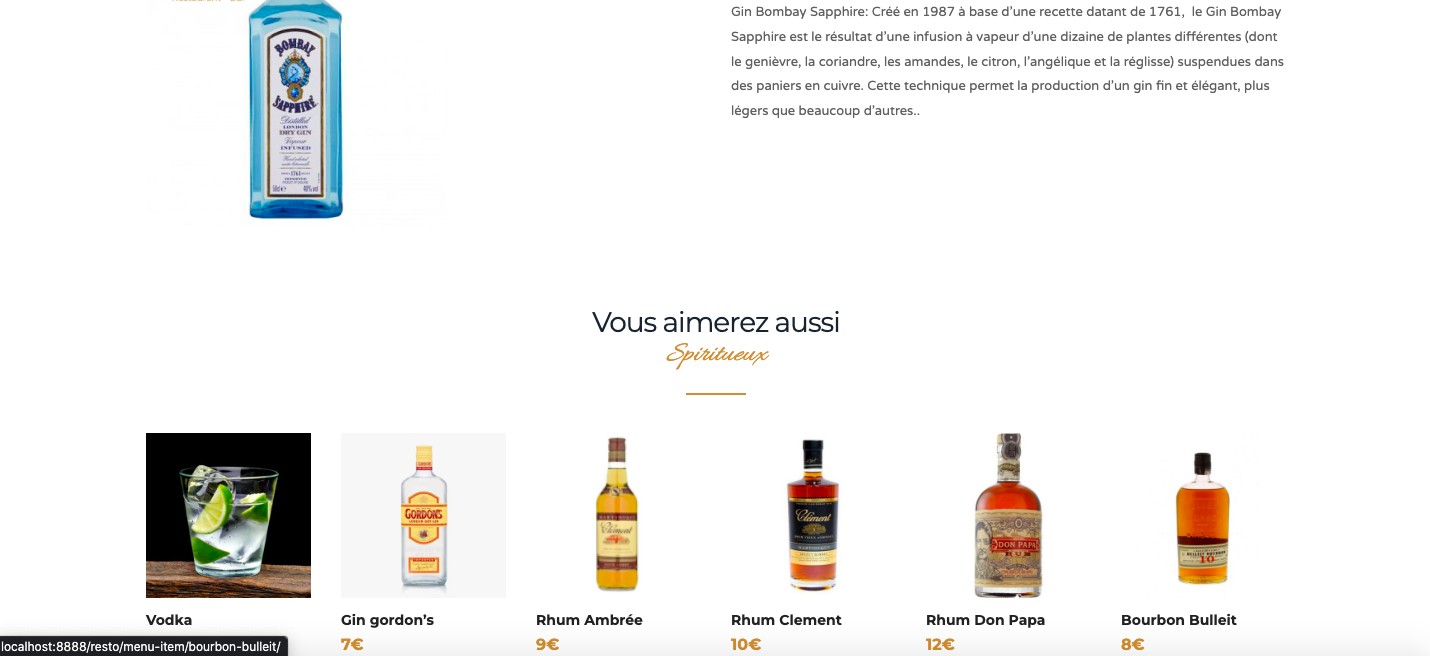 Gin Bombay Sapphire: Créé en 1987 à base d'une recette datant de 1761, le Gin Bombay
Sapphire est le résultat d'une infusion à vapeur d'une dizaine de plantes différentes (dont
le genièvre, la coriandre, les amandes, le citron, l'angélique et la réglisse) suspendues dans
des paniers en cuivre. Cette technique permet la production d'un gin fin et élégant, plus
légers que beaucoup d'autres..
BOMBAY
SAPPHIRE
Distilled
LONDON
DRY GIN
Vapour
INFUSED
1761
Vous aimerez aussi
Spiritueux
GORDON'S
Clément
Clément
MARTINIQUE
DON PAPA
RUM
BULLEIT BOURBON
10
Vodka
Gin gordon's
Rhum Ambrée
Rhum Clement
Rhum Don Papa
Bourbon Bulleit
7€
9€
10€
12€
8€
localhost:8888/resto/menu-item/bourbon-bulleit/